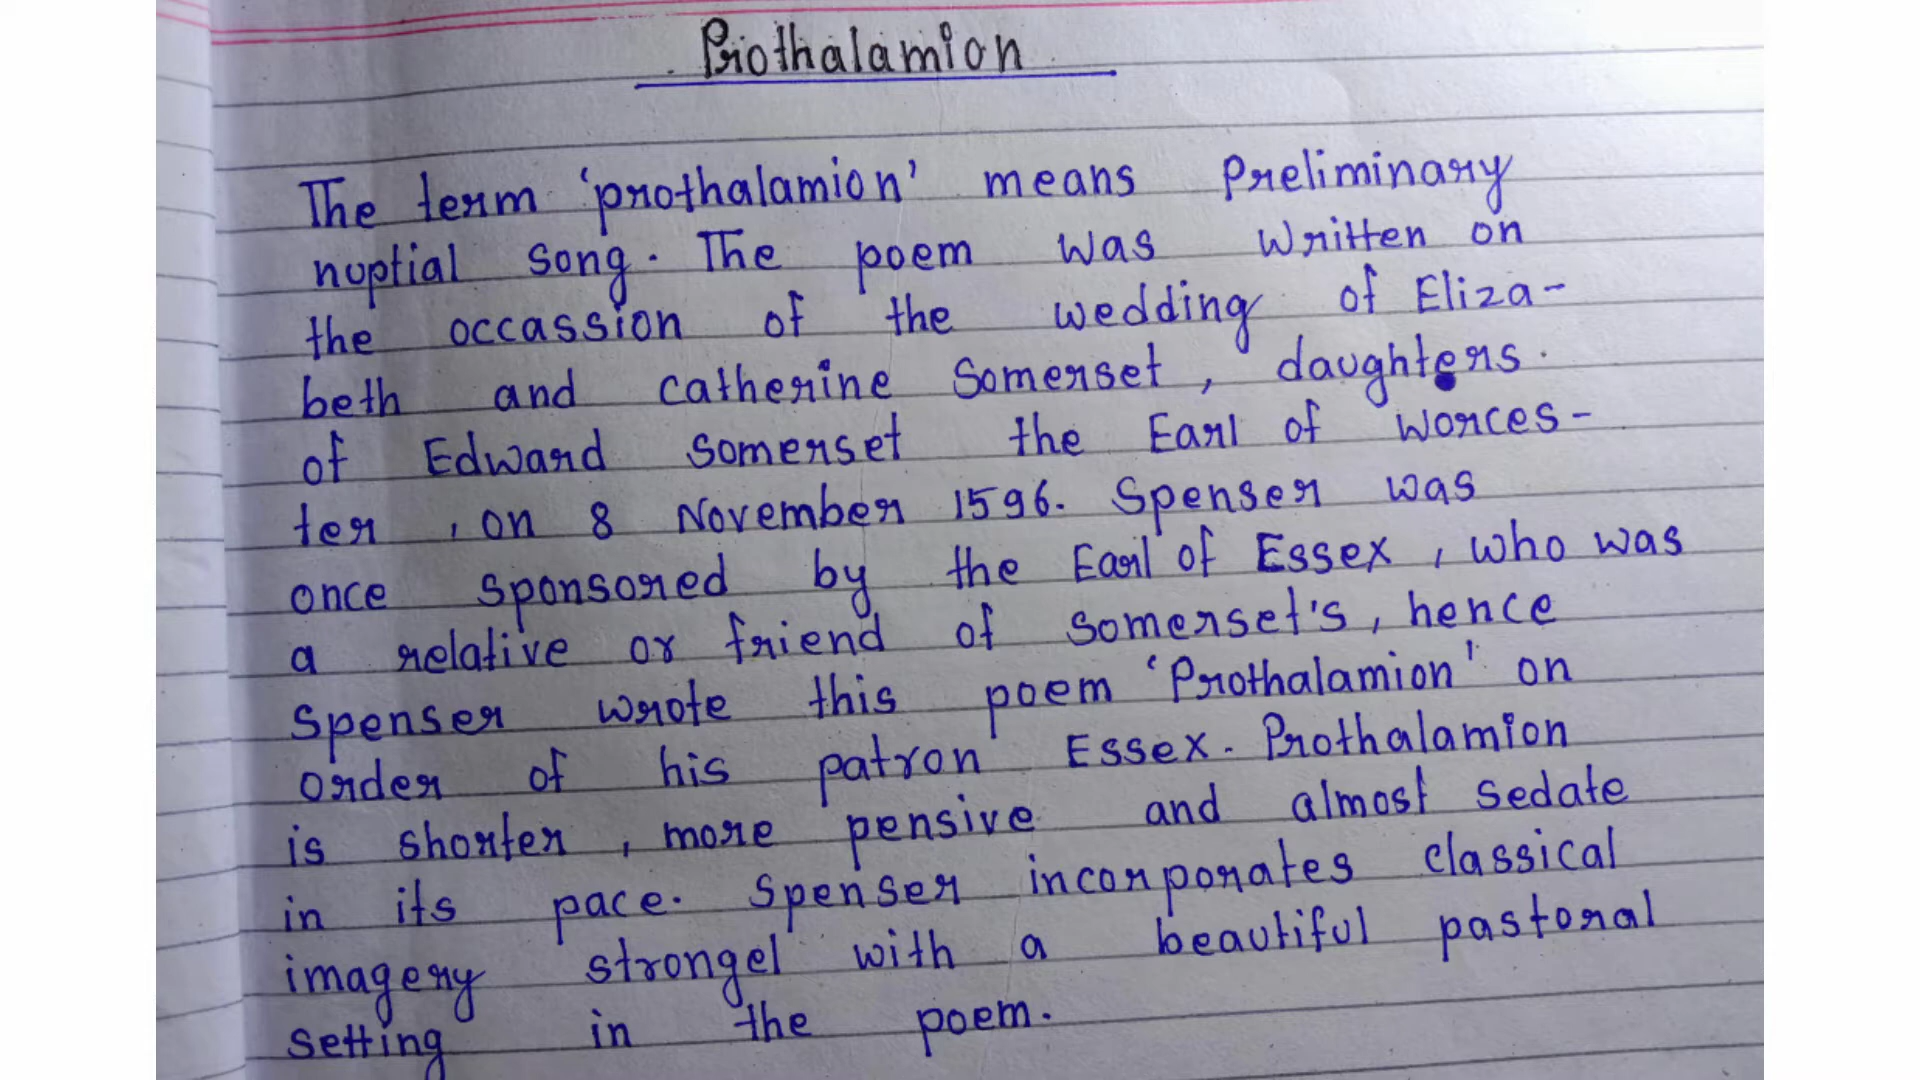 Prothalamion
The term 'prothalamion' means Preliminary
nuptial song. The poem was written on
the occassion of the wedding of Eliza-
beth and Catherine Somerset, daughters.
of Edward Somerset the Earl of Worces-
ter, on 8 November 1596. Spenser was
once sponsored by the Earl of Essex, who was
a relative or friend of Somerset's, hence
Spenser wrote this poem 'Prothalamion' on
order of his patron Essex. Prothalamion
is shorter, more pensive and almost sedate
in its pace. Spenser incorporates classical
imagery strongel with a beautiful pastoral
setting in the poem.